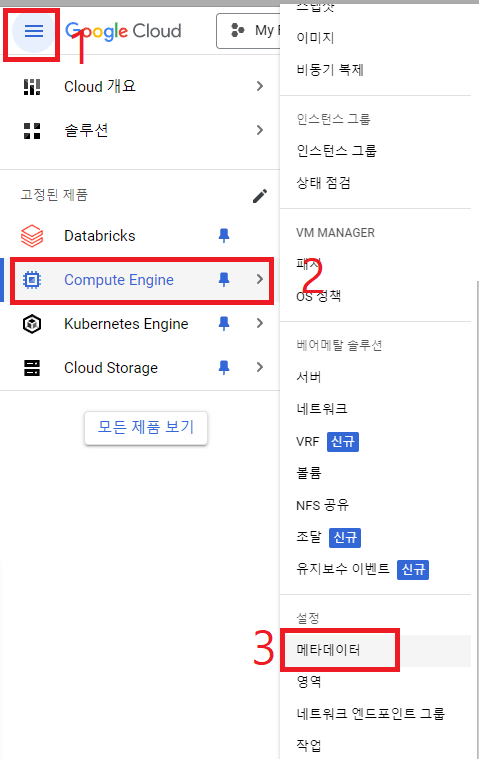 1
Google Cloud
My
Cloud 개요
솔루션
고정된 제품
Databricks
Compute Engine
Kubernetes Engine
Cloud Storage
모든 제품 보기
스냅샷
이미지
비동기 복제
인스턴스 그룹
인스턴스 그룹
상태 점검
VM MANAGER
2
패치
OS 정책
베어메탈 솔루션
서버
네트워크
VRF 신규
볼륨
NFS 공유
조달 신규
유지보수 이벤트 신규
설정
3
메타데이터
영역
네트워크 엔드포인트 그룹
작업